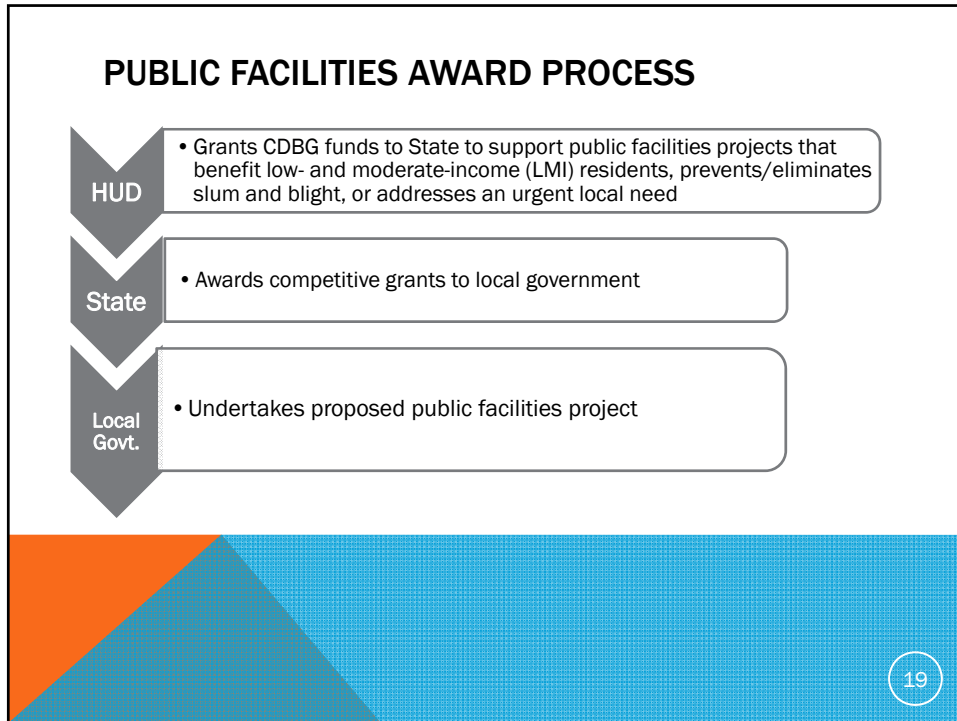 PUBLIC FACILITIES AWARD PROCESS
HUD
• Grants CDBG funds to State to support public facilities projects that
benefit low- and moderate-income (LMI) residents, prevents/eliminates
slum and blight, or addresses an urgent local need
State
• Awards competitive grants to local government
Local
Govt.
• Undertakes proposed public facilities project
19